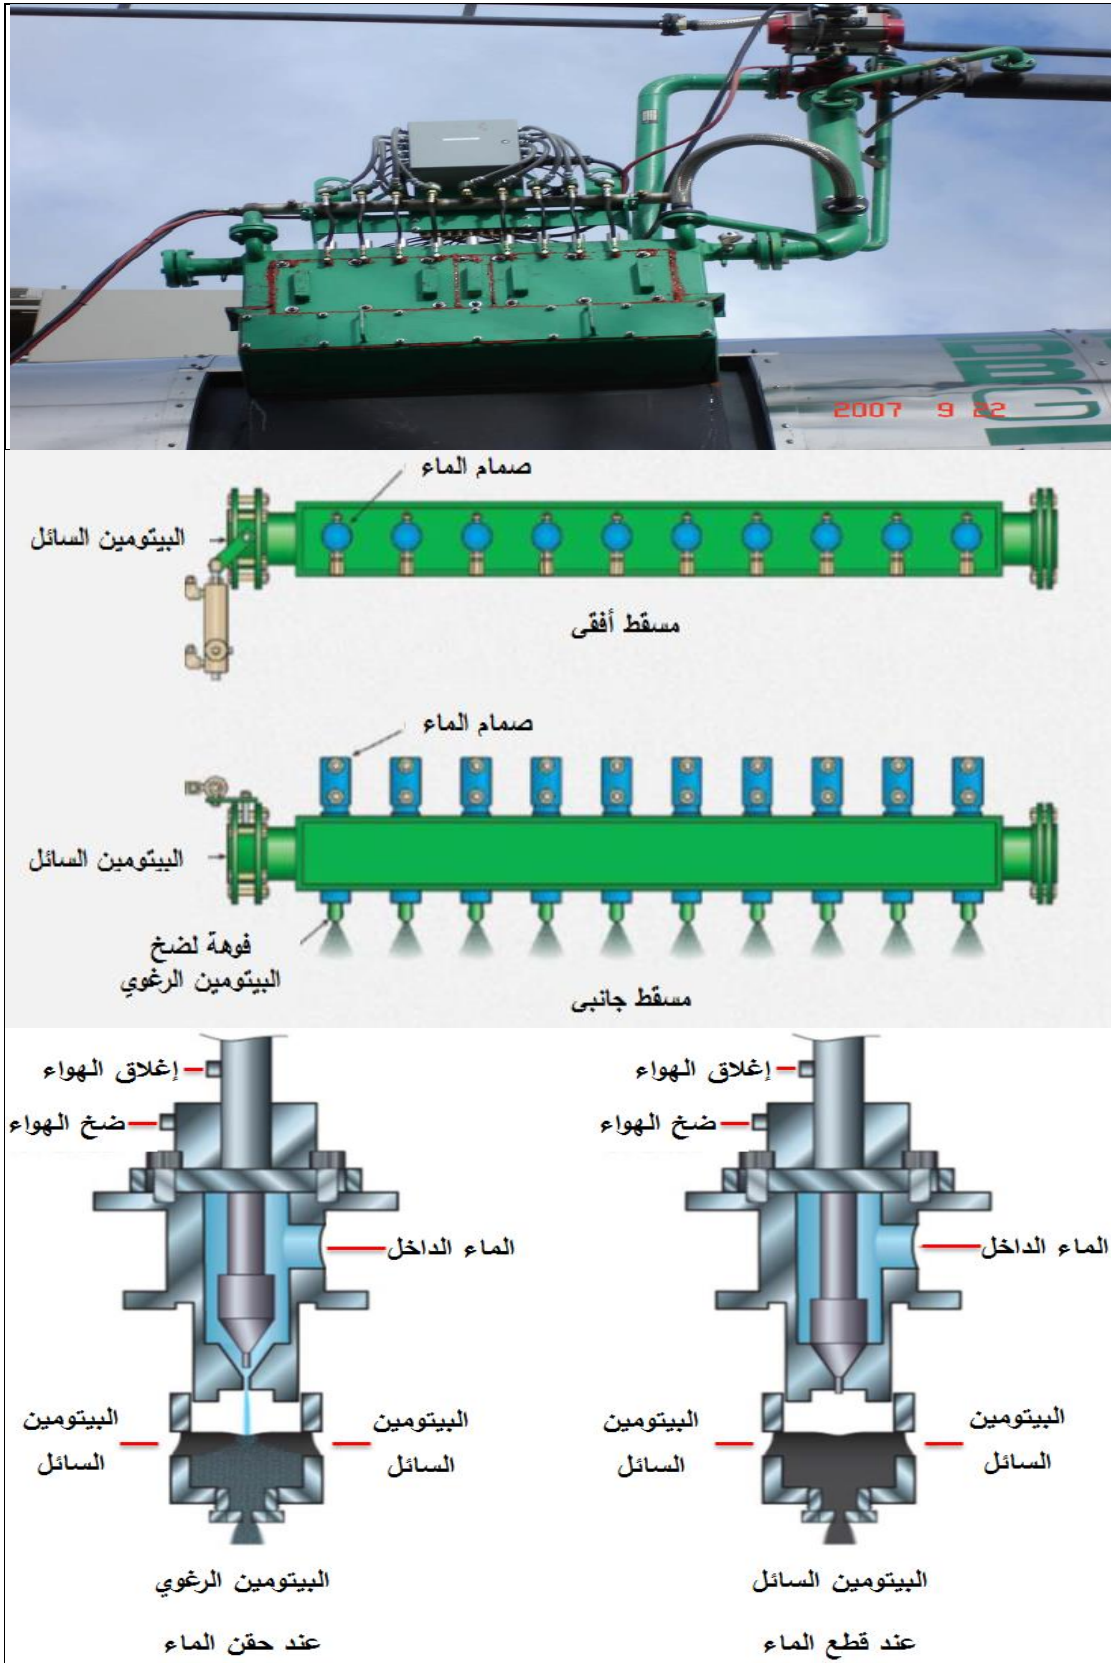 2007 9 22
صمام الماء
البيتومين السائل
مسقط أفقى
صمام الماء
البيتومين السائل
فوهة لضخ
البيتومين الرغوي
مسقط جانبى
إغلاق الهواء
ضخ الهواء
الماء الداخل
البيتومين
السائل
البيتومين
السائل
البيتومين الرغوي
عند حقن الماء
إغلاق الهواء
ضخ الهواء
الماء الداخل
البيتومين
السائل
البيتومين
السائل
البيتومين السائل
عند قطع الماء